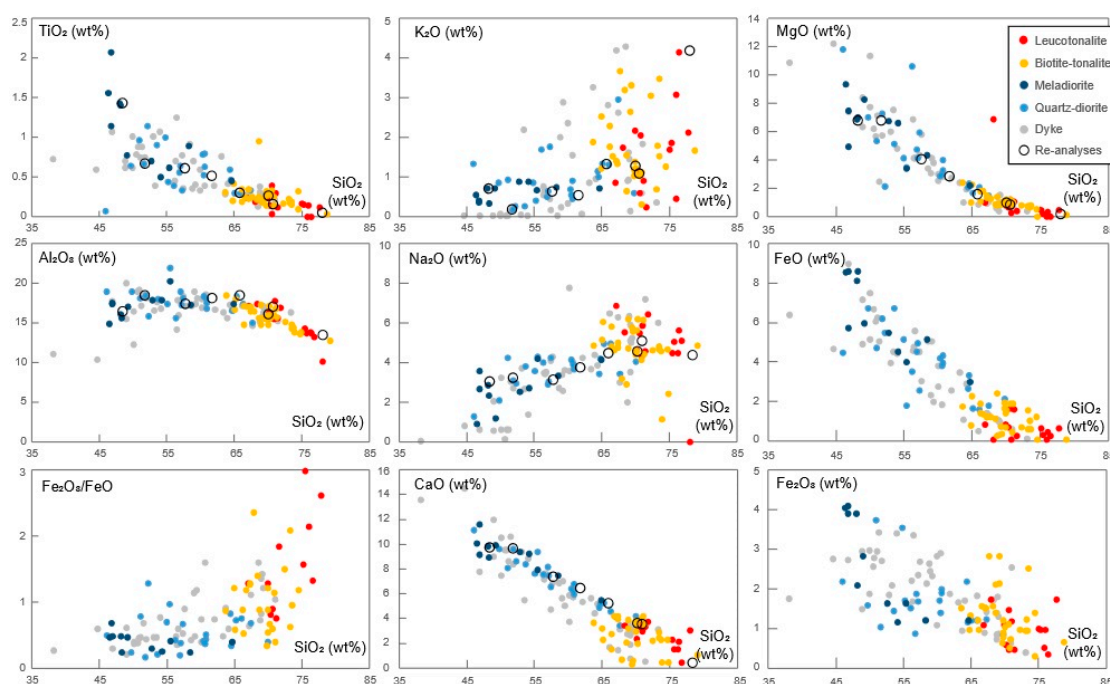 TiO₂ (wt%)
2.5
2
1.5
1
0.5
0
SiO₂
(wt%)
35 45 55 65 75 85
K₂O (wt%)
5
4
3
2
1
0
SiO₂
(wt%)
35 45 55 65 75 85
MgO (wt%)
14
12
10
8
6
4
2
0
Leucotonalite
Biotite-tonalite
Meladiorite
Quartz-diorite
Dyke
Re-analyses
SiO₂
(wt%)
35 45 55 65 75 85
Al₂O₃ (wt%)
25
20
15
10
5
0
SiO₂ (wt%)
35 45 55 65 75 85
Na₂O (wt%)
10
8
6
4
2
0
SiO₂
(wt%)
35 45 55 65 75 85
FeO (wt%)
10
8
6
4
2
0
SiO₂
(wt%)
35 45 55 65 75 85
Fe₂O₃/FeO
3
2
1
0
SiO₂ (wt%)
35 45 55 65 75 85
CaO (wt%)
16
14
12
10
8
6
4
2
0
SiO₂
(wt%)
35 45 55 65 75 85
Fe₂O₃ (wt%)
5
4
3
2
1
0
SiO₂
(wt%)
35 45 55 65 75 85